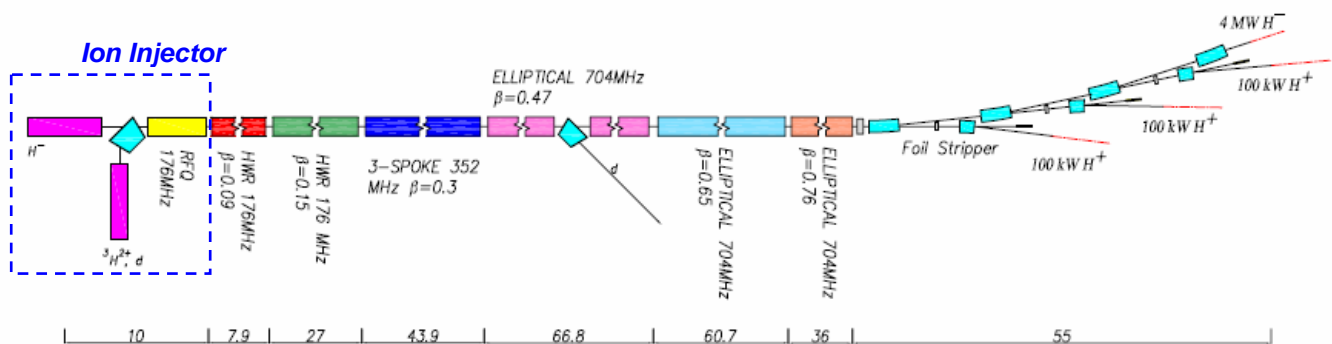 Ion Injector
H⁻
³H²⁺, d
RFQ
176MHz
HWR 176MHz
β=0.09
HWR 176 MHz
β=0.15
3-SPOKE 352
MHz β=0.3
ELLIPTICAL 704MHz
β=0.47
d
ELLIPTICAL 704MHz
β=0.65
ELLIPTICAL 704MHz
β=0.76
Foil Stripper
4 MW H⁻
100 kW H⁺
100 kW H⁺
100 kW H⁺
10 7.9 27 43.9 66.8 60.7 36 55